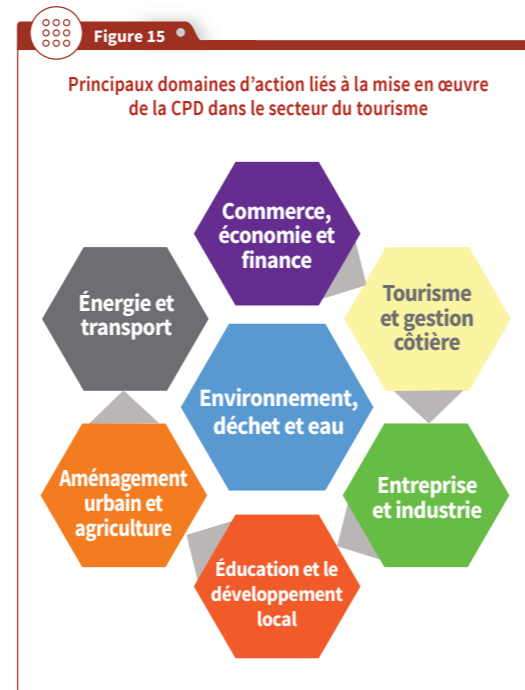 Figure 15
Principaux domaines d’action liés à la mise en œuvre
de la CPD dans le secteur du tourisme
Commerce,
économie et
finance
Énergie et
transport
Tourisme
et gestion
côtière
Environnement,
déchet et eau
Aménagement
urbain et
agriculture
Entreprise
et industrie
Éducation et le
développement
local